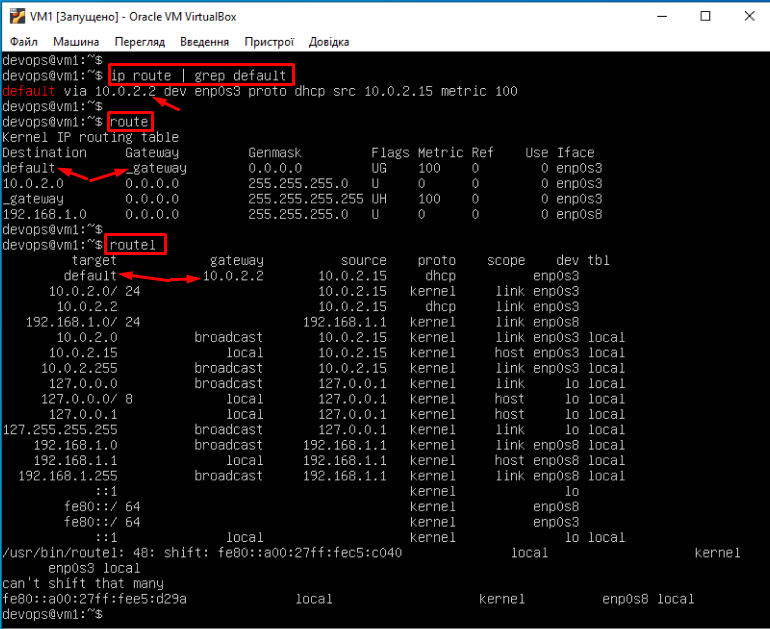 VM1 [Запущено] - Oracle VM VirtualBox
Файл Машина Перегляд Введення Пристрої Довідка
devops@vm1:~$
devops@vm1:~$ ip route | grep default
default via 10.0.2.2 dev enp0s3 proto dhcp src 10.0.2.15 metric 100
devops@vm1:~$
devops@vm1:~$ route
Kernel IP routing table
Destination Gateway Genmask Flags Metric Ref Use Iface
default _gateway 0.0.0.0 UG 100 0 0 enp0s3
10.0.2.0 0.0.0.0 255.255.255.0 U 0 0 0 enp0s3
_gateway 0.0.0.0 255.255.255.255 UH 100 0 0 enp0s3
192.168.1.0 0.0.0.0 255.255.255.0 U 0 0 0 enp0s8
devops@vm1:~$
devops@vm1:~$ routel
target gateway source proto scope dev tbl
default 10.0.2.2 10.0.2.15 dhcp enp0s3
10.0.2.0/ 24 10.0.2.15 kernel link enp0s3
10.0.2.2 10.0.2.15 dhcp link enp0s3
192.168.1.0/ 24 192.168.1.1 kernel link enp0s8
10.0.2.0 broadcast 10.0.2.15 kernel link enp0s3 local
10.0.2.15 local 10.0.2.15 kernel host enp0s3 local
10.0.2.255 broadcast 10.0.2.15 kernel link enp0s3 local
127.0.0.0 broadcast 127.0.0.1 kernel link lo local
127.0.0.0/ 8 local 127.0.0.1 kernel host lo local
127.0.0.1 local 127.0.0.1 kernel host lo local
127.255.255.255 broadcast 127.0.0.1 kernel link lo local
192.168.1.0 broadcast 192.168.1.1 kernel link enp0s8 local
192.168.1.1 local 192.168.1.1 kernel host enp0s8 local
192.168.1.255 broadcast 192.168.1.1 kernel link enp0s8 local
::1 kernel lo
fe80::/ 64 kernel enp0s8
fe80::/ 64 kernel enp0s3
::1 local kernel lo local
/usr/bin/routel: 48: shift: fe80::a00:27ff:fec5:c040 local kernel
enp0s3 local
can't shift that many
fe80::a00:27ff:fee5:d29a local kernel enp0s8 local
devops@vm1:~$